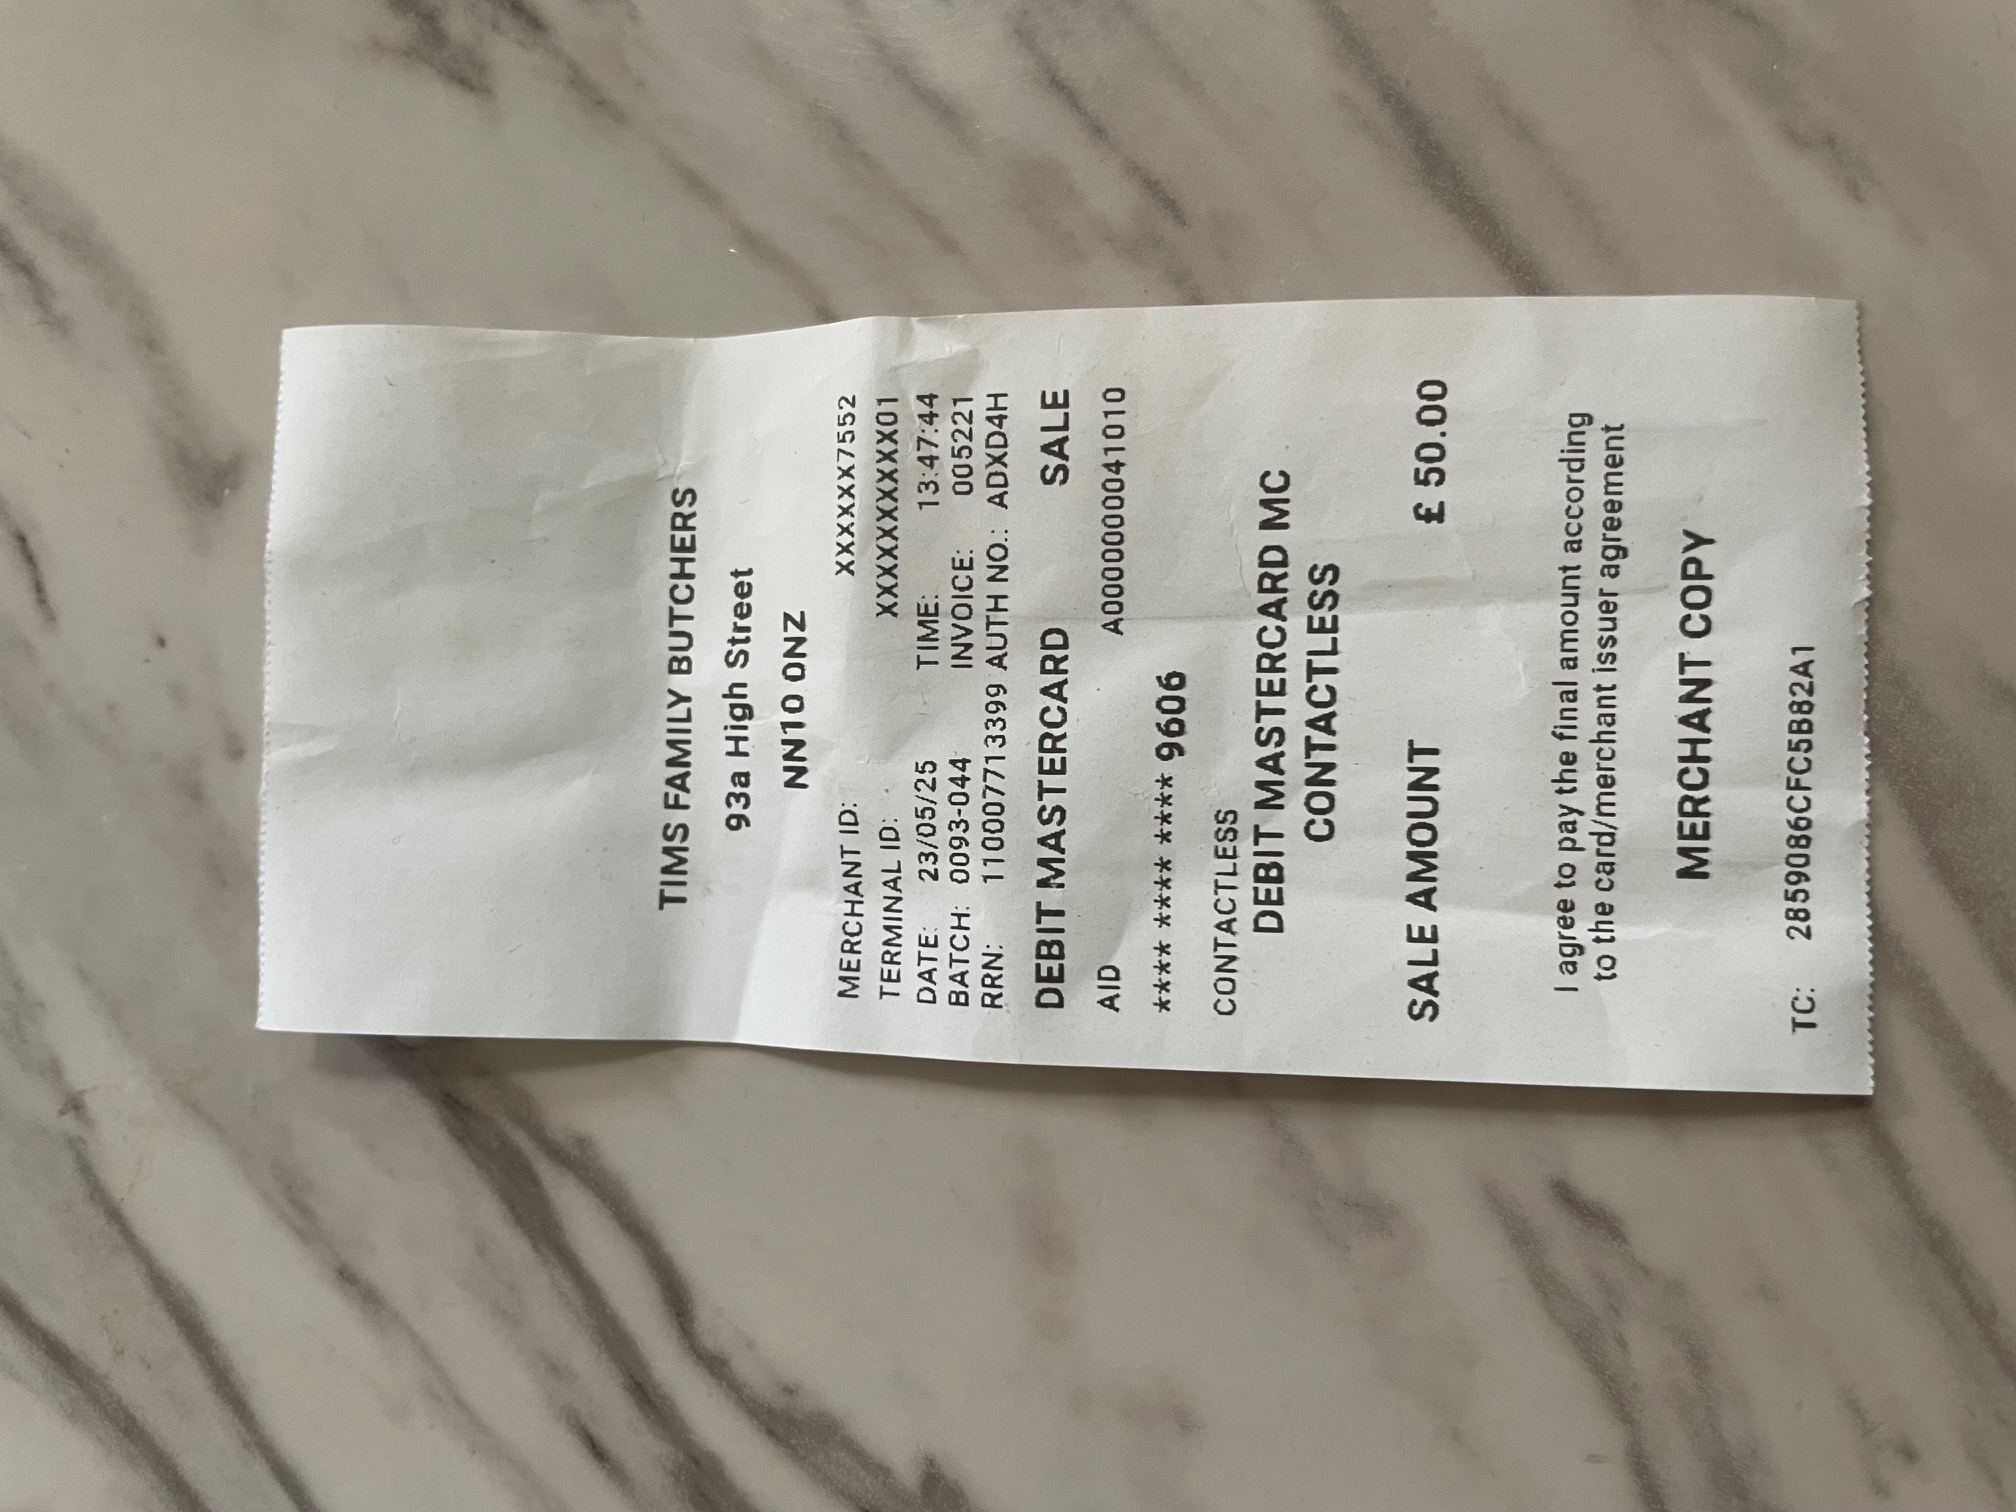 TIMS FAMILY BUTCHERS
93a High Street
NN10 0NZ
MERCHANT ID: XXXXXX7552
TERMINAL ID: XXXXXXXXXX01
DATE: 23/05/25 TIME: 13:47:44
BATCH: 0093-044 INVOICE: 005221
RRN: 110007713399 AUTH NO.: ADXD4H
DEBIT MASTERCARD SALE
AID A0000000041010
**** **** **** 9606
CONTACTLESS
DEBIT MASTERCARD MC
CONTACTLESS
SALE AMOUNT £ 50.00
I agree to pay the final amount according
to the card/merchant issuer agreement
MERCHANT COPY
TC: 2859086CFC5B82A1